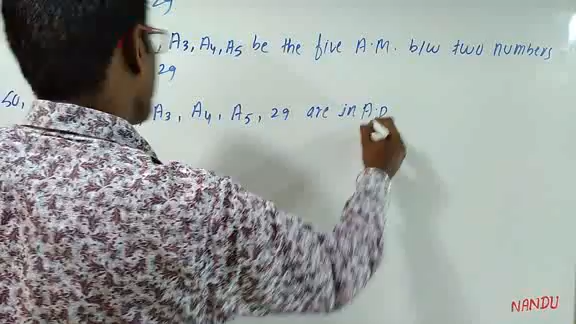 29
, A3, A4, A5 be the five A.M. b/w two numbers
29
SO,
A3, A4, A5, 29 are in A.P
NANDU